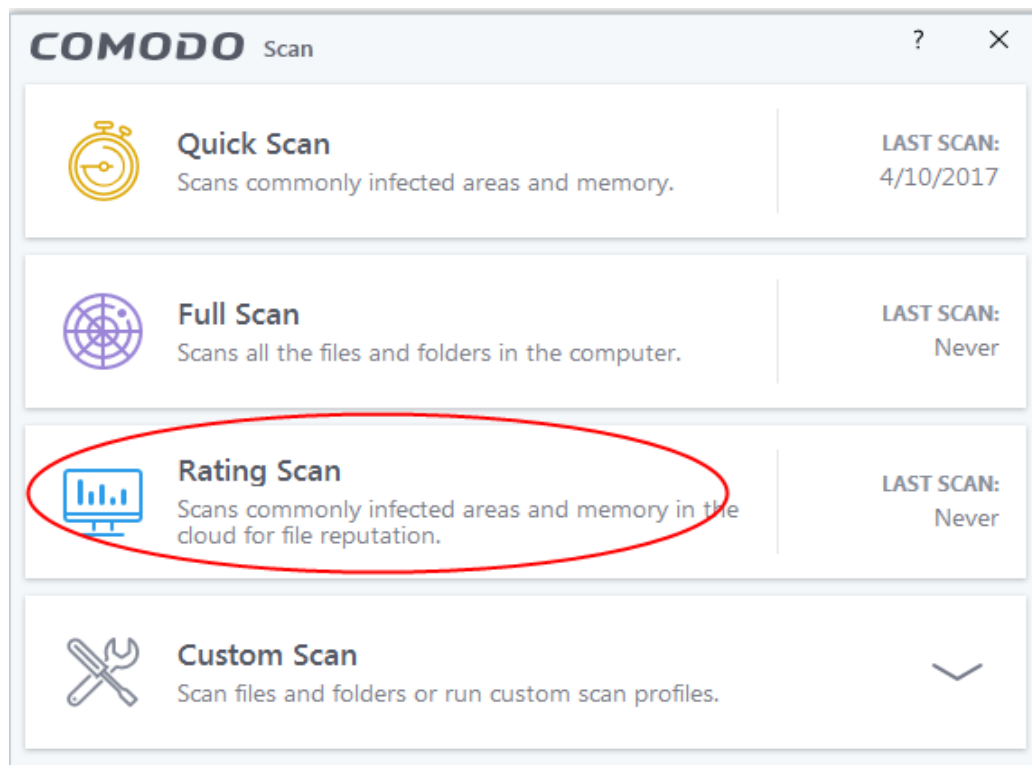 COMODO Scan ? X
Quick Scan
Scans commonly infected areas and memory.
LAST SCAN:
4/10/2017
Full Scan
Scans all the files and folders in the computer.
LAST SCAN:
Never
Rating Scan
Scans commonly infected areas and memory in the
cloud for file reputation.
LAST SCAN:
Never
Custom Scan
Scan files and folders or run custom scan profiles.